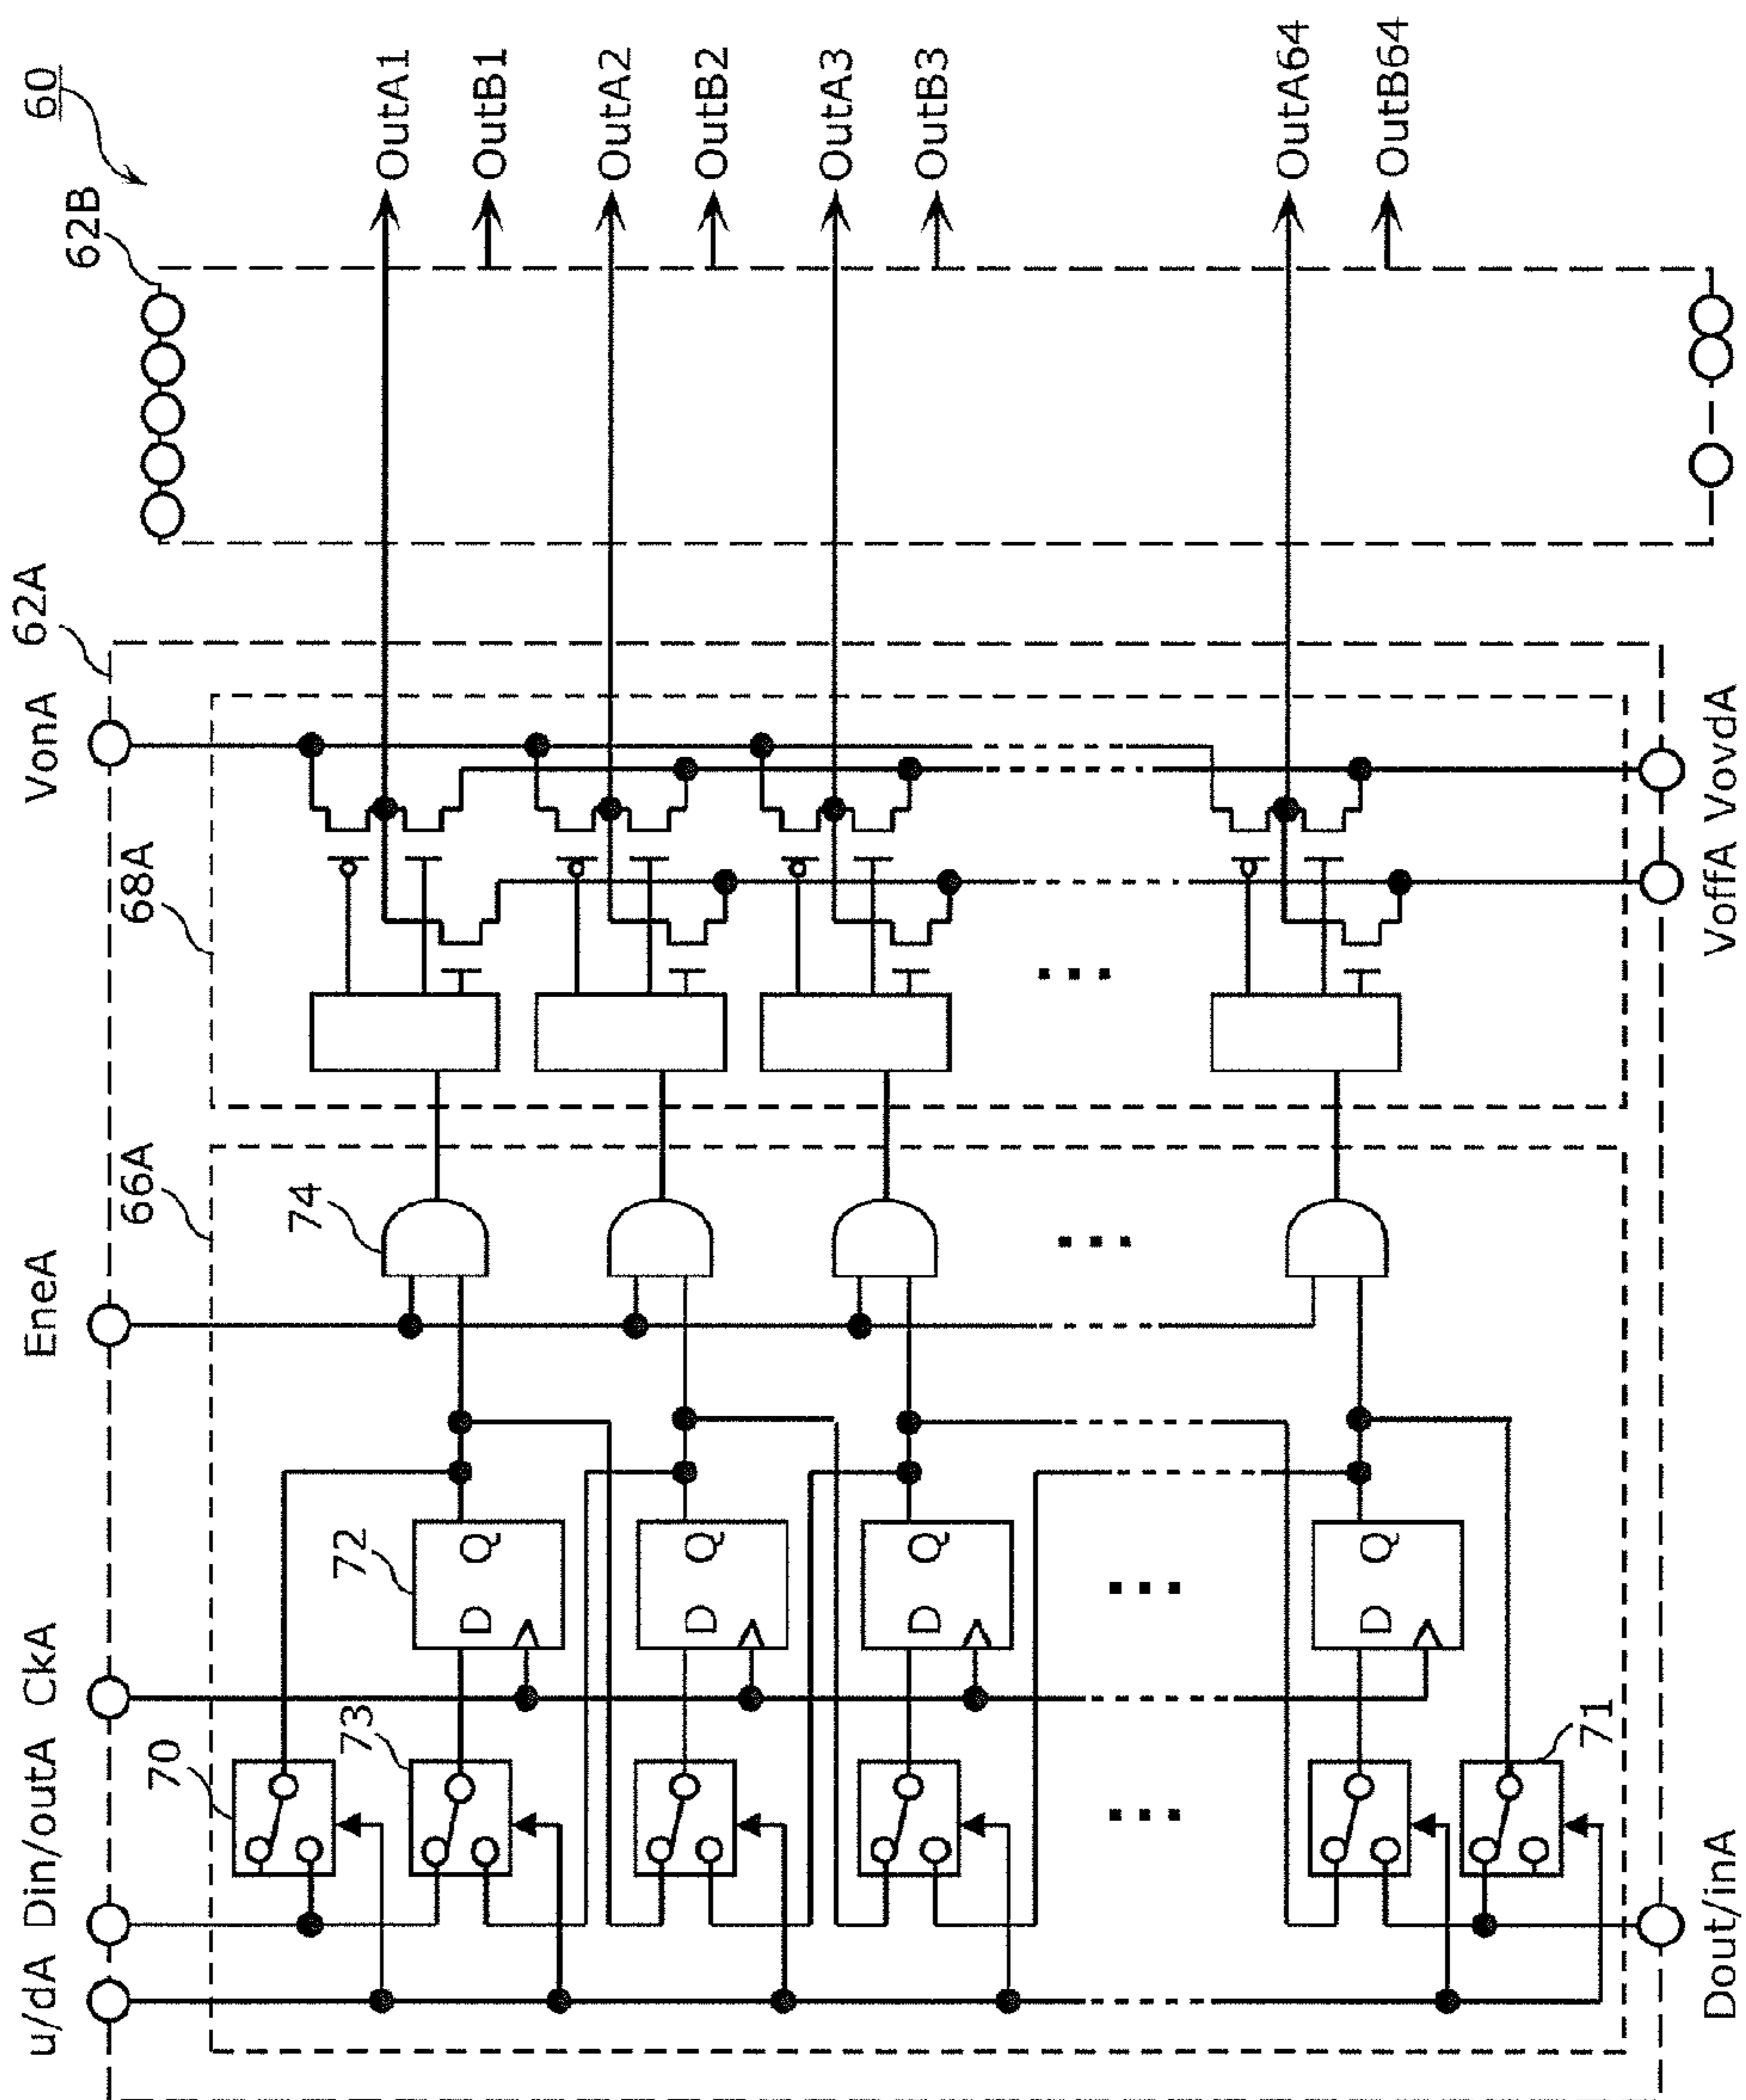 60
62B
OutA1
OutB1
OutA2
OutB2
OutA3
OutB3
OutA64
OutB64
62A
VonA
68A
VoffA VovdA
66A
EneA
74
72
D Q
D Q
D Q
D Q
u/dA Din/outA CkA
70
73
71
Dout/inA